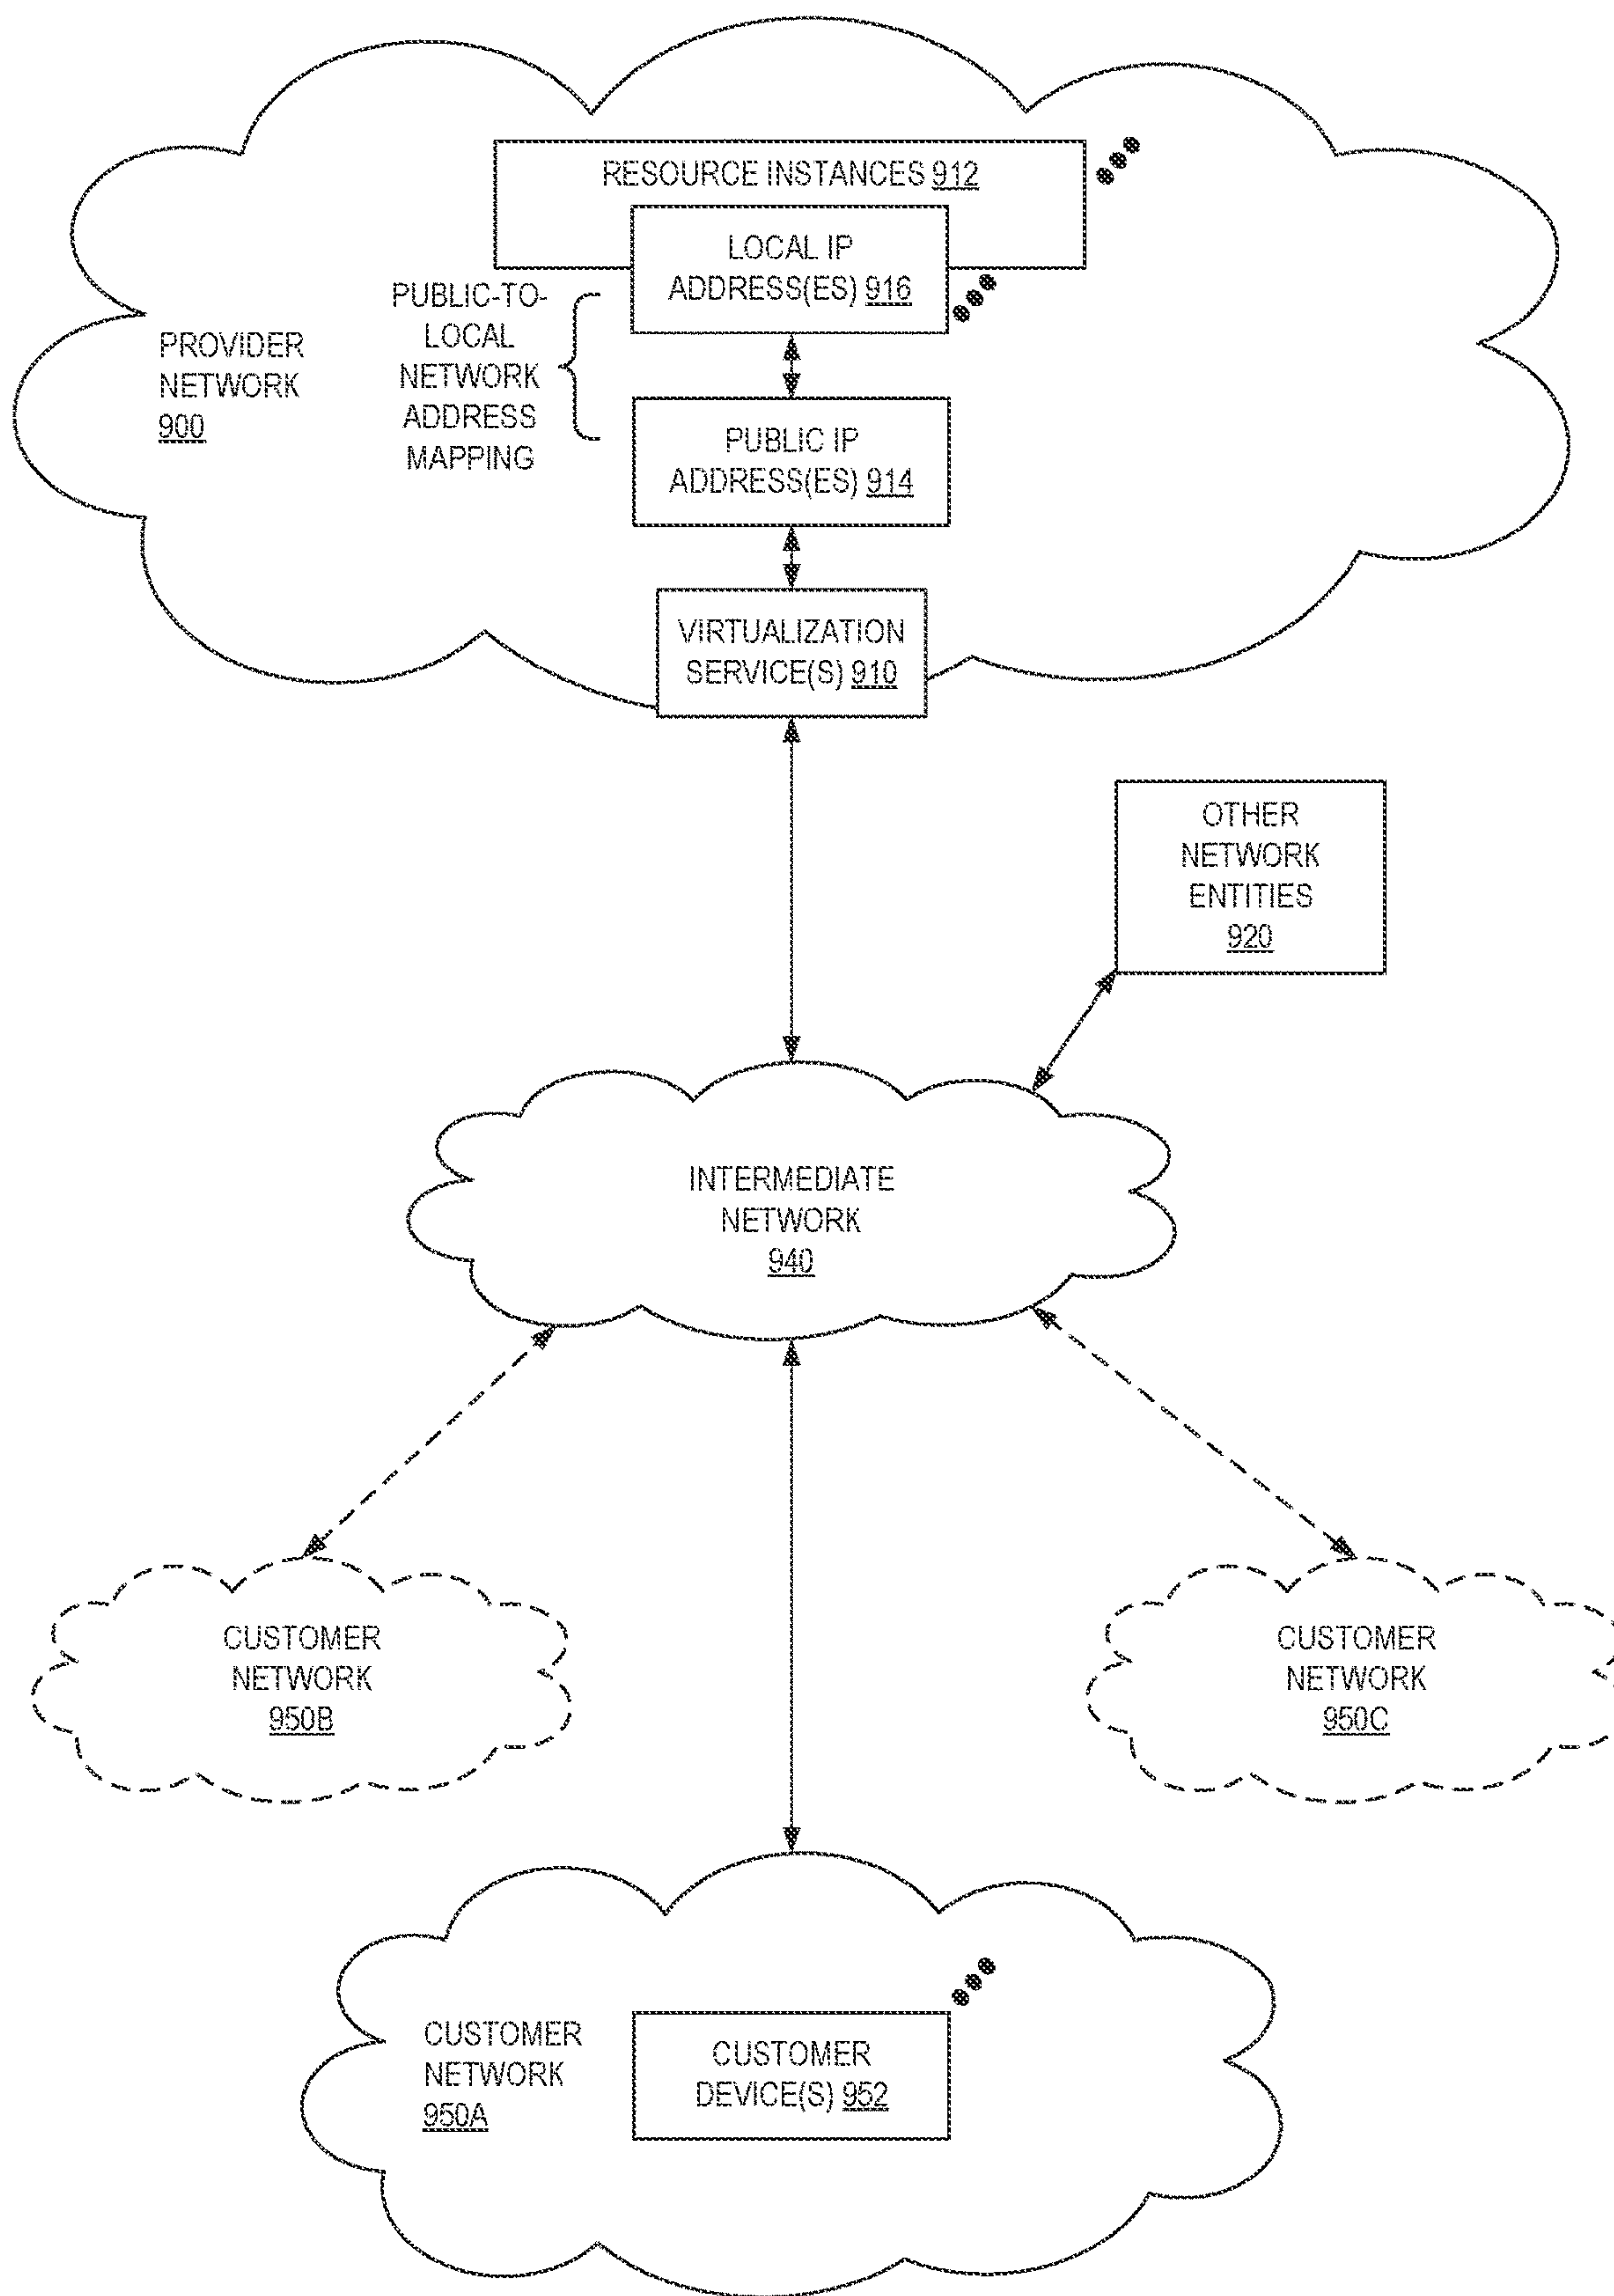 RESOURCE INSTANCES 912
LOCAL IP
ADDRESS(ES) 916
PUBLIC-TO-
LOCAL
NETWORK
ADDRESS
MAPPING
PROVIDER
NETWORK
900
PUBLIC IP
ADDRESS(ES) 914
VIRTUALIZATION
SERVICE(S) 910
OTHER
NETWORK
ENTITIES
920
INTERMEDIATE
NETWORK
940
CUSTOMER
NETWORK
950B
CUSTOMER
NETWORK
950C
CUSTOMER
NETWORK
950A
CUSTOMER
DEVICE(S) 952